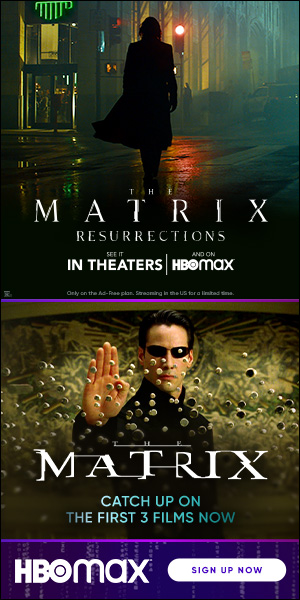 THE
MATRIX
RESURRECTIONS
SEE IT
IN THEATERS
AND ON
HBOMAX
Only on the Ad-Free plan. Streaming in the US for a limited time.
THE
MATRIX
CATCH UP ON
THE FIRST 3 FILMS NOW
HBOMAX
SIGN UP NOW